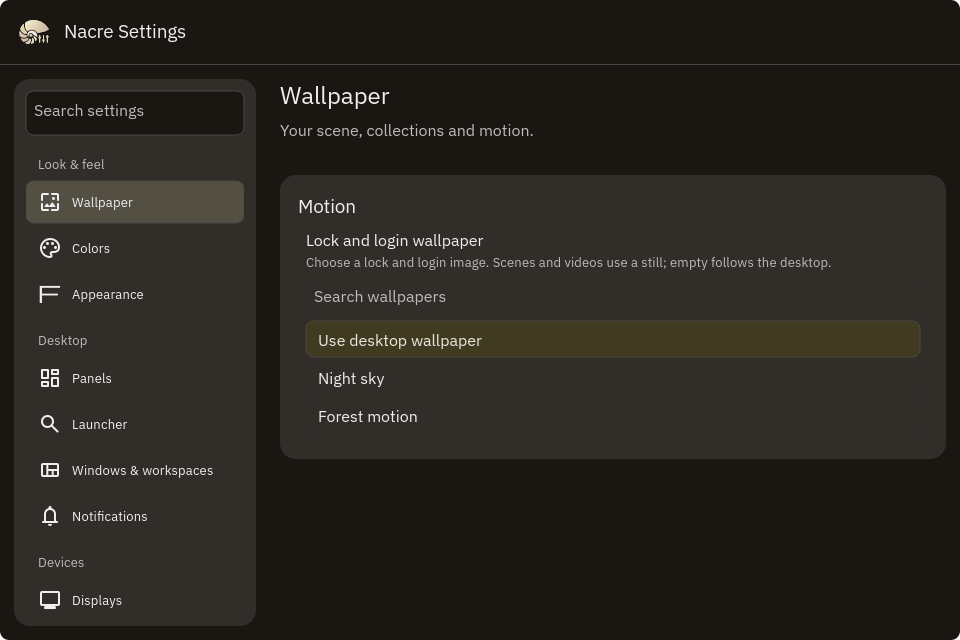 Nacre Settings
Search settings
Look & feel
Wallpaper
Colors
Appearance
Desktop
Panels
Launcher
Windows & workspaces
Notifications
Devices
Displays
Wallpaper
Your scene, collections and motion.
Motion
Lock and login wallpaper
Choose a lock and login image. Scenes and videos use a still; empty follows the desktop.
Search wallpapers
Use desktop wallpaper
Night sky
Forest motion